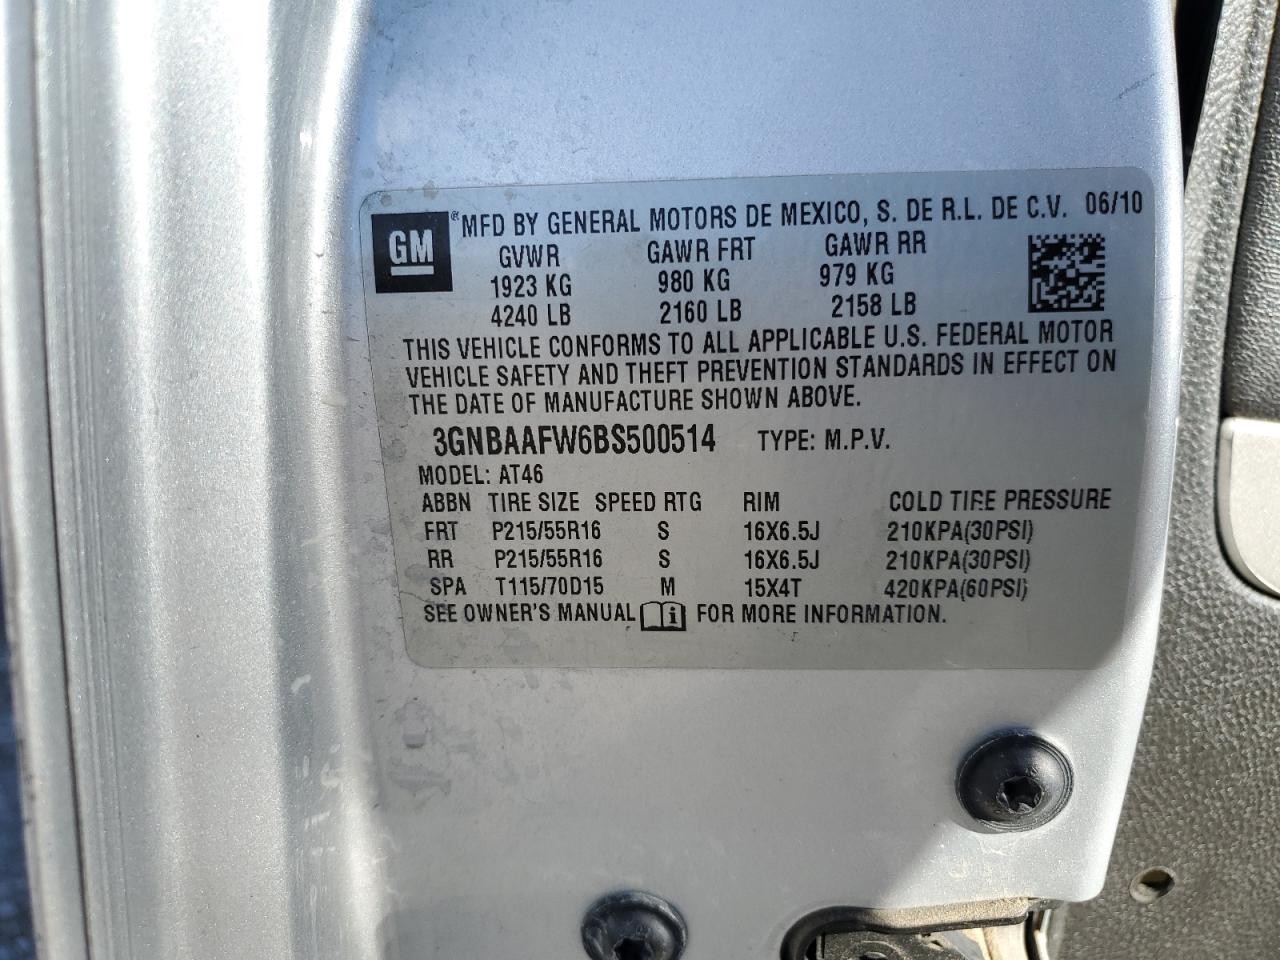 GM ® MFD BY GENERAL MOTORS DE MEXICO, S. DE R.L. DE C.V. 06/10
GVWR GAWR FRT GAWR RR
1923 KG 980 KG 979 KG
4240 LB 2160 LB 2158 LB
THIS VEHICLE CONFORMS TO ALL APPLICABLE U.S. FEDERAL MOTOR
VEHICLE SAFETY AND THEFT PREVENTION STANDARDS IN EFFECT ON
THE DATE OF MANUFACTURE SHOWN ABOVE.
3GNBAAFW6BS500514 TYPE: M.P.V.
MODEL: AT46
ABBN TIRE SIZE SPEED RTG RIM COLD TIRE PRESSURE
FRT P215/55R16 S 16X6.5J 210KPA(30PSI)
RR P215/55R16 S 16X6.5J 210KPA(30PSI)
SPA T115/70D15 M 15X4T 420KPA(60PSI)
SEE OWNER'S MANUAL i FOR MORE INFORMATION.